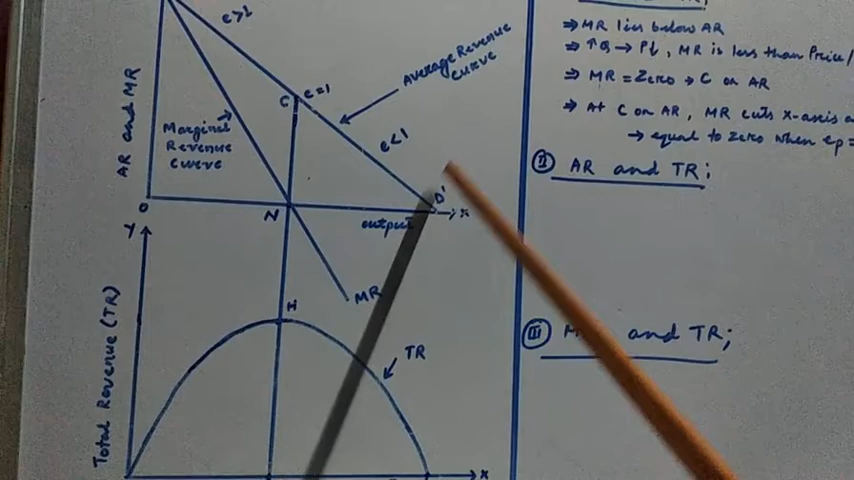 e>1
C e=1
Average Revenue
Curve
AR and MR
Marginal
Revenue
Curve
e<1
O
N
D'
X
output
Y
MR
H
TR
Total Revenue (TR)
X
⇒ MR lies below AR
⇒ ↑Q → P↓, MR is less than Price/
⇒ MR = Zero → C on AR
⇒ At C on AR, MR cuts x-axis
→ equal to zero when ep =
II AR and TR;
III and TR;